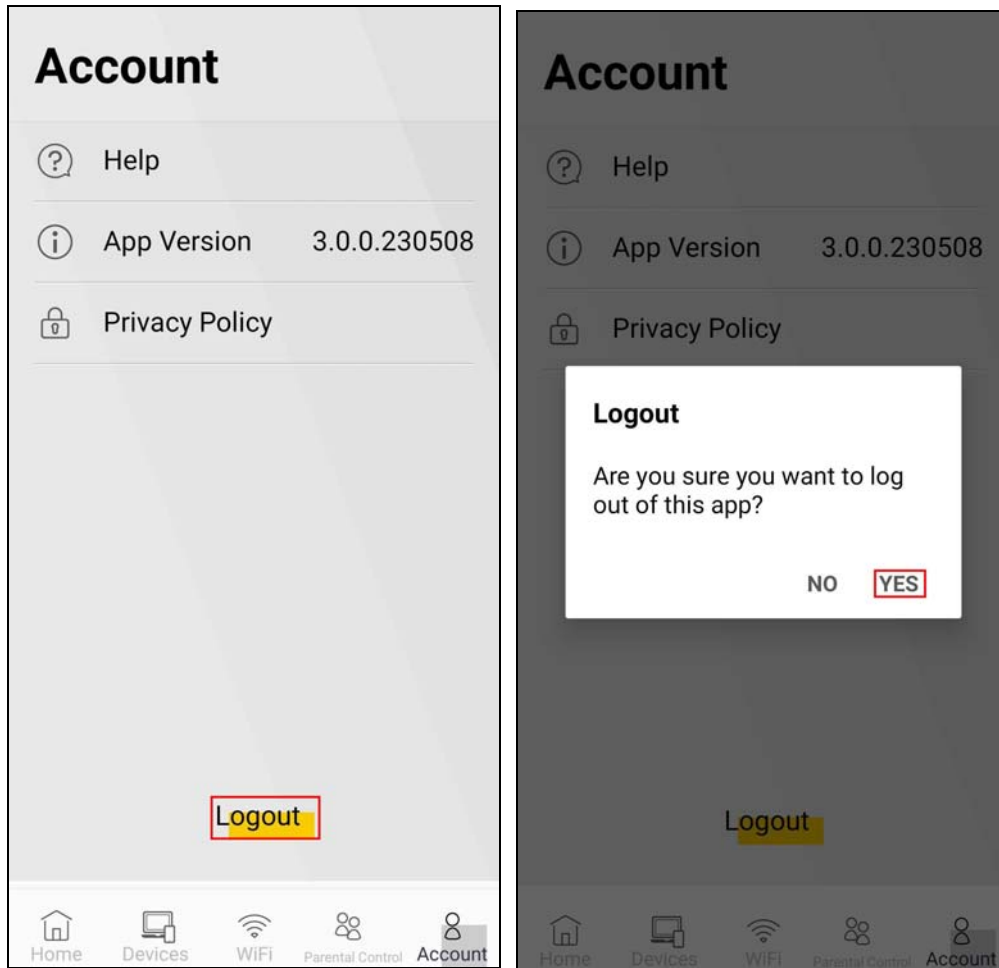 Account
Help
App Version 3.0.0.230508
Privacy Policy
Logout
Home Devices WiFi Parental Control Account
Account
Help
App Version 3.0.0.230508
Privacy Policy
Logout
Are you sure you want to log
out of this app?
NO YES
Logout
Home Devices WiFi Parental Control Account